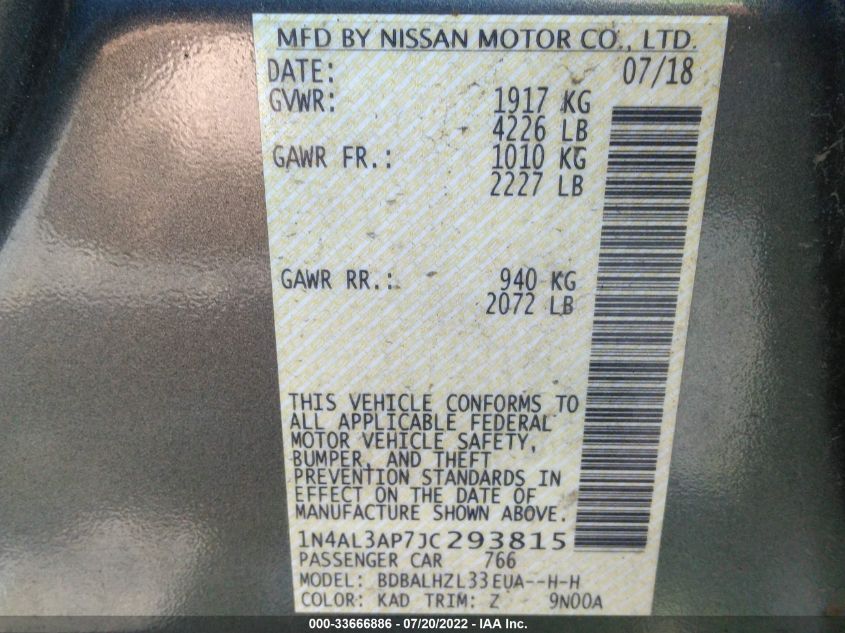 MFD BY NISSAN MOTOR CO., LTD.
DATE: 07/18
GVWR: 1917 KG
4226 LB
GAWR FR.: 1010 KG
2227 LB
GAWR RR.: 940 KG
2072 LB
THIS VEHICLE CONFORMS TO
ALL APPLICABLE FEDERAL
MOTOR VEHICLE SAFETY,
BUMPER, AND THEFT
PREVENTION STANDARDS IN
EFFECT ON THE DATE OF
MANUFACTURE SHOWN ABOVE.
1N4AL3AP7JC293815
PASSENGER CAR 766
MODEL: BDBALHZL33EUA--H-H
COLOR: KAD TRIM: Z 9N00A
000-33666886 / 07/20/2022 - IAA Inc.